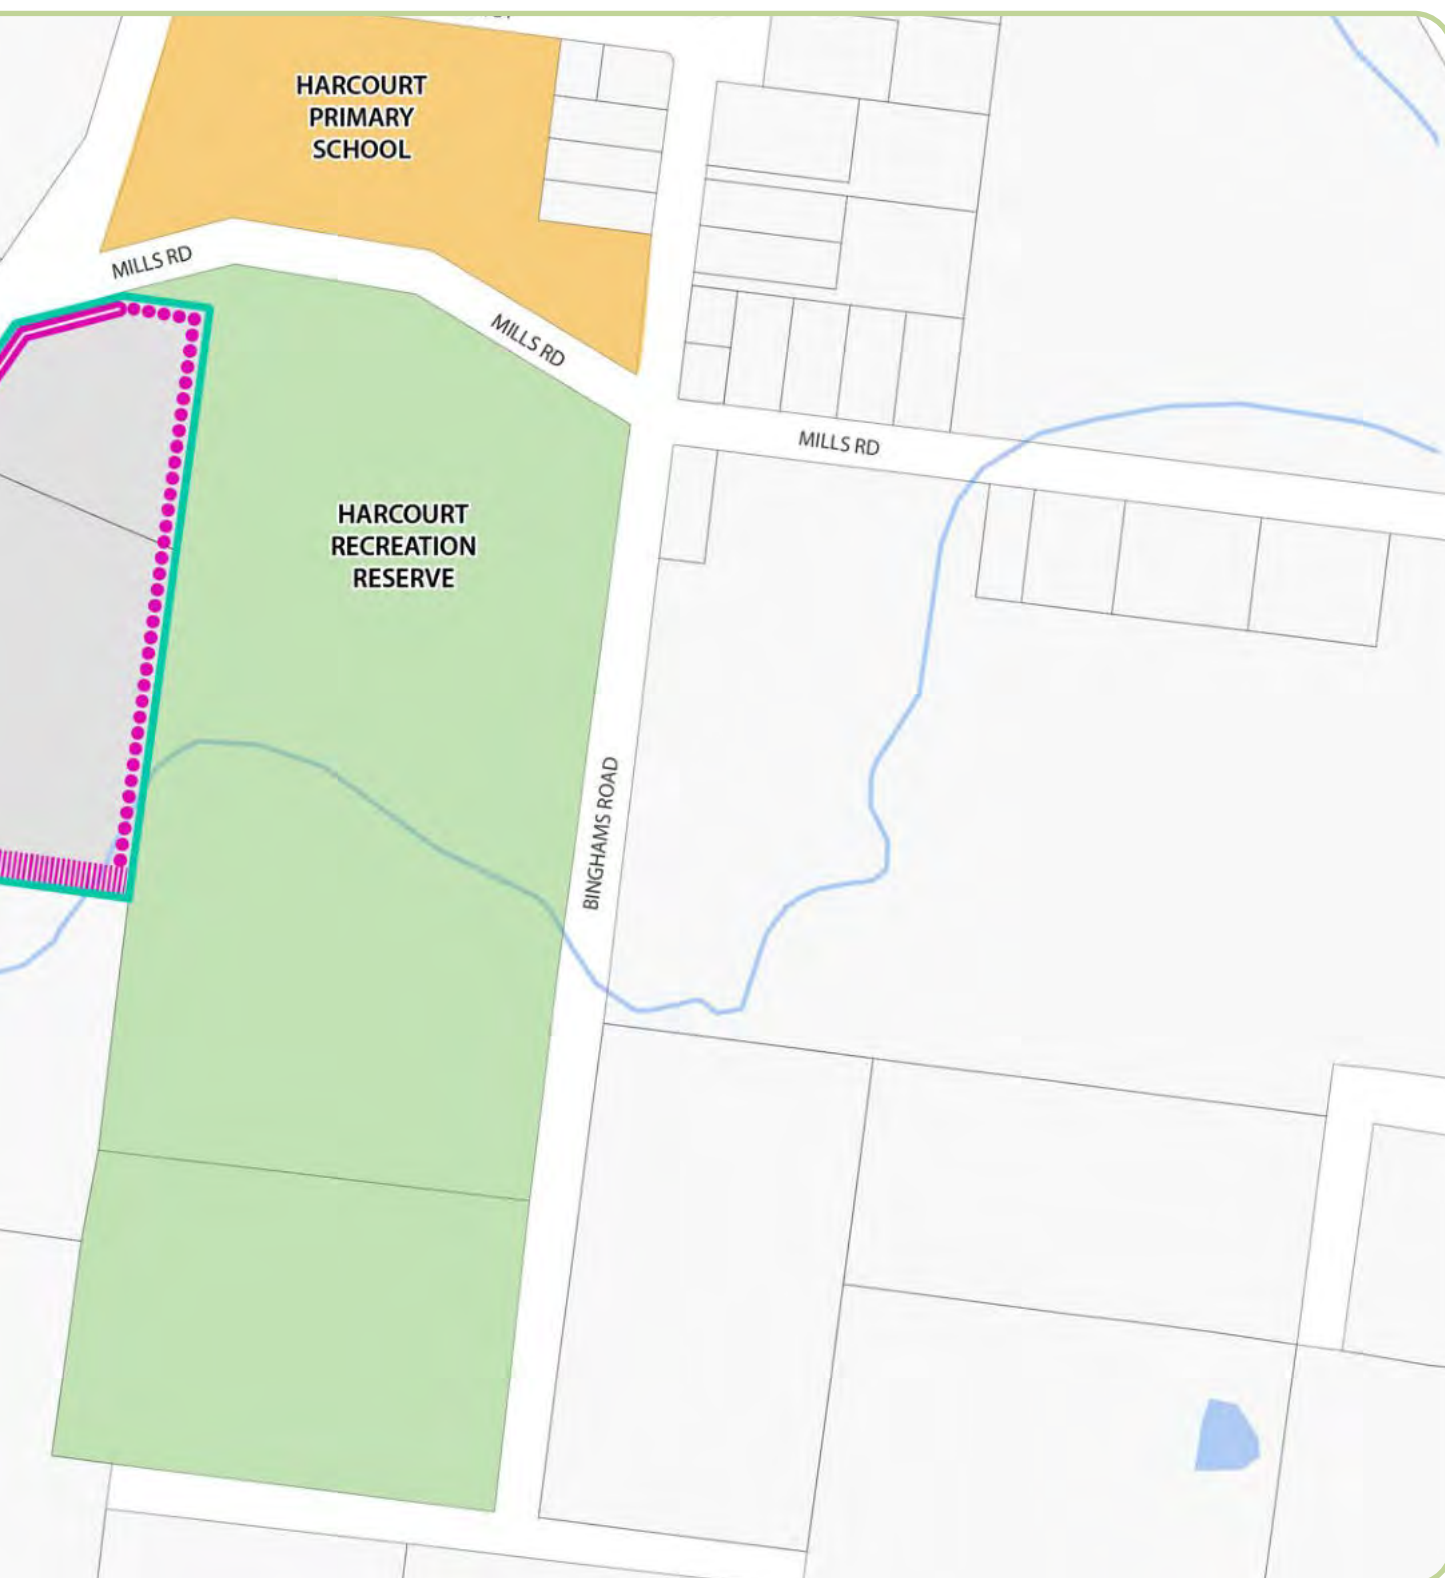 HARCOURT
PRIMARY
SCHOOL
MILLS RD
MILLS RD
MILLS RD
HARCOURT
RECREATION
RESERVE
BINGHAMS ROAD